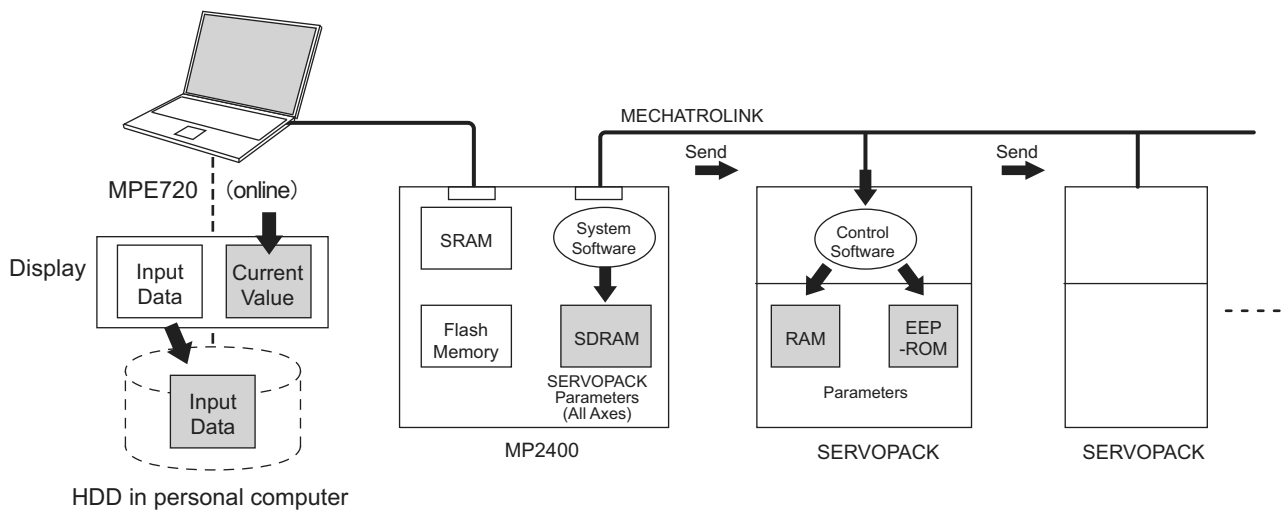 MECHATROLINK
Send
Send
MPE720 (online)
Display
Input
Data
Current
Value
Input
Data
HDD in personal computer
SRAM
System
Software
Flash
Memory
SDRAM
SERVOPACK
Parameters
(All Axes)
MP2400
Control
Software
RAM
EEP
-ROM
Parameters
SERVOPACK
SERVOPACK